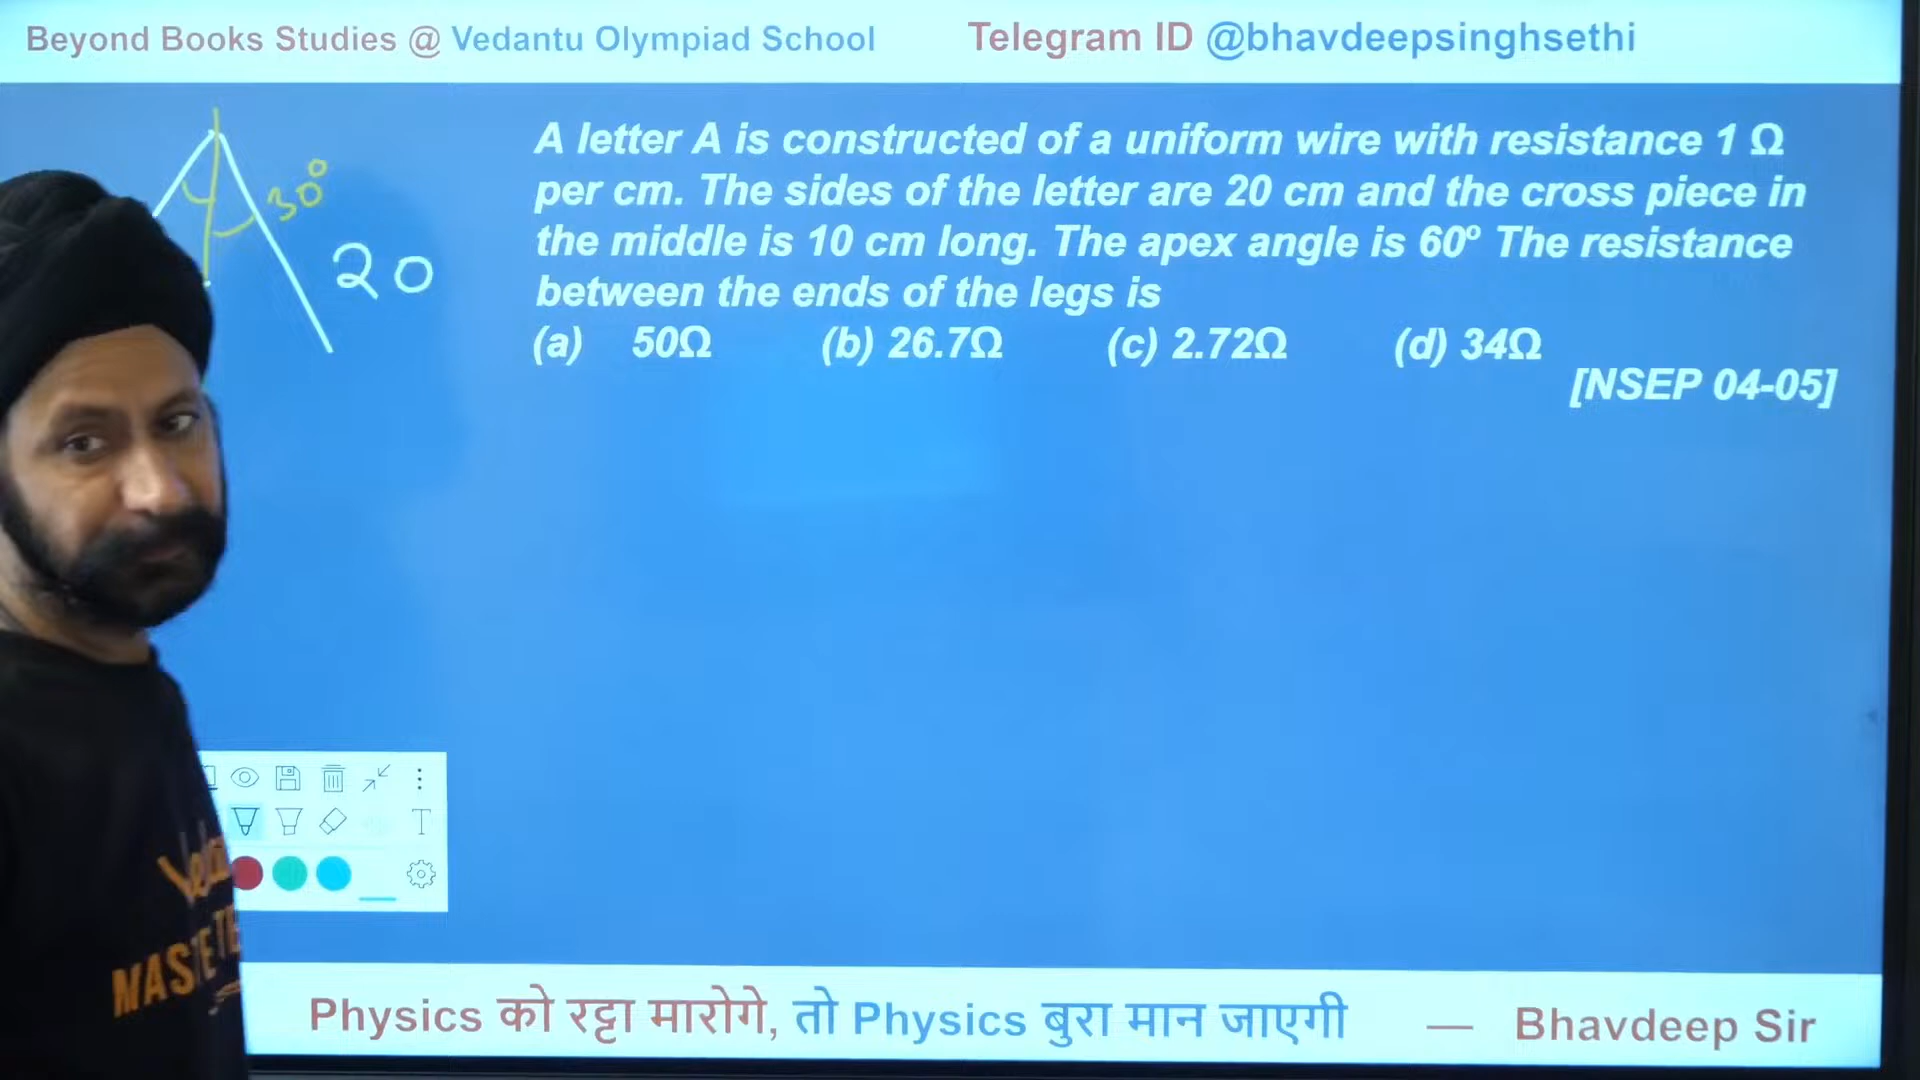 Beyond Books Studies @ Vedantu Olympiad School Telegram ID @bhavdeepsinghsethi
30°
20
A letter A is constructed of a uniform wire with resistance 1 Ω
per cm. The sides of the letter are 20 cm and the cross piece in
the middle is 10 cm long. The apex angle is 60º The resistance
between the ends of the legs is
(a) 50Ω (b) 26.7Ω (c) 2.72Ω (d) 34Ω
[NSEP 04-05]
T
Physics को रट्टा मारोगे, तो Physics बुरा मान जाएगी — Bhavdeep Sir